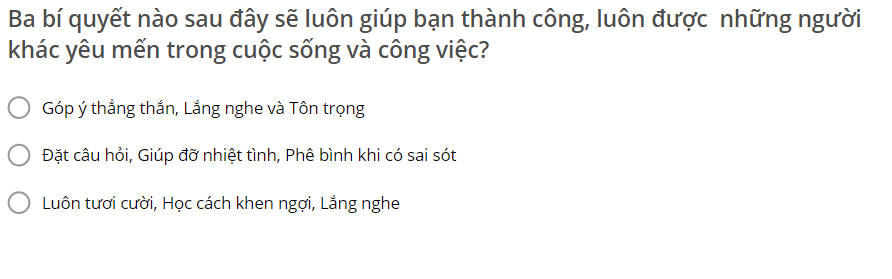 Ba bí quyết nào sau đây sẽ luôn giúp bạn thành công, luôn được  những người
khác yêu mến trong cuộc sống và công việc?
Góp ý thẳng thắn, Lắng nghe và Tôn trọng
Đặt câu hỏi, Giúp đỡ nhiệt tình, Phê bình khi có sai sót
Luôn tươi cười, Học cách khen ngợi, Lắng nghe